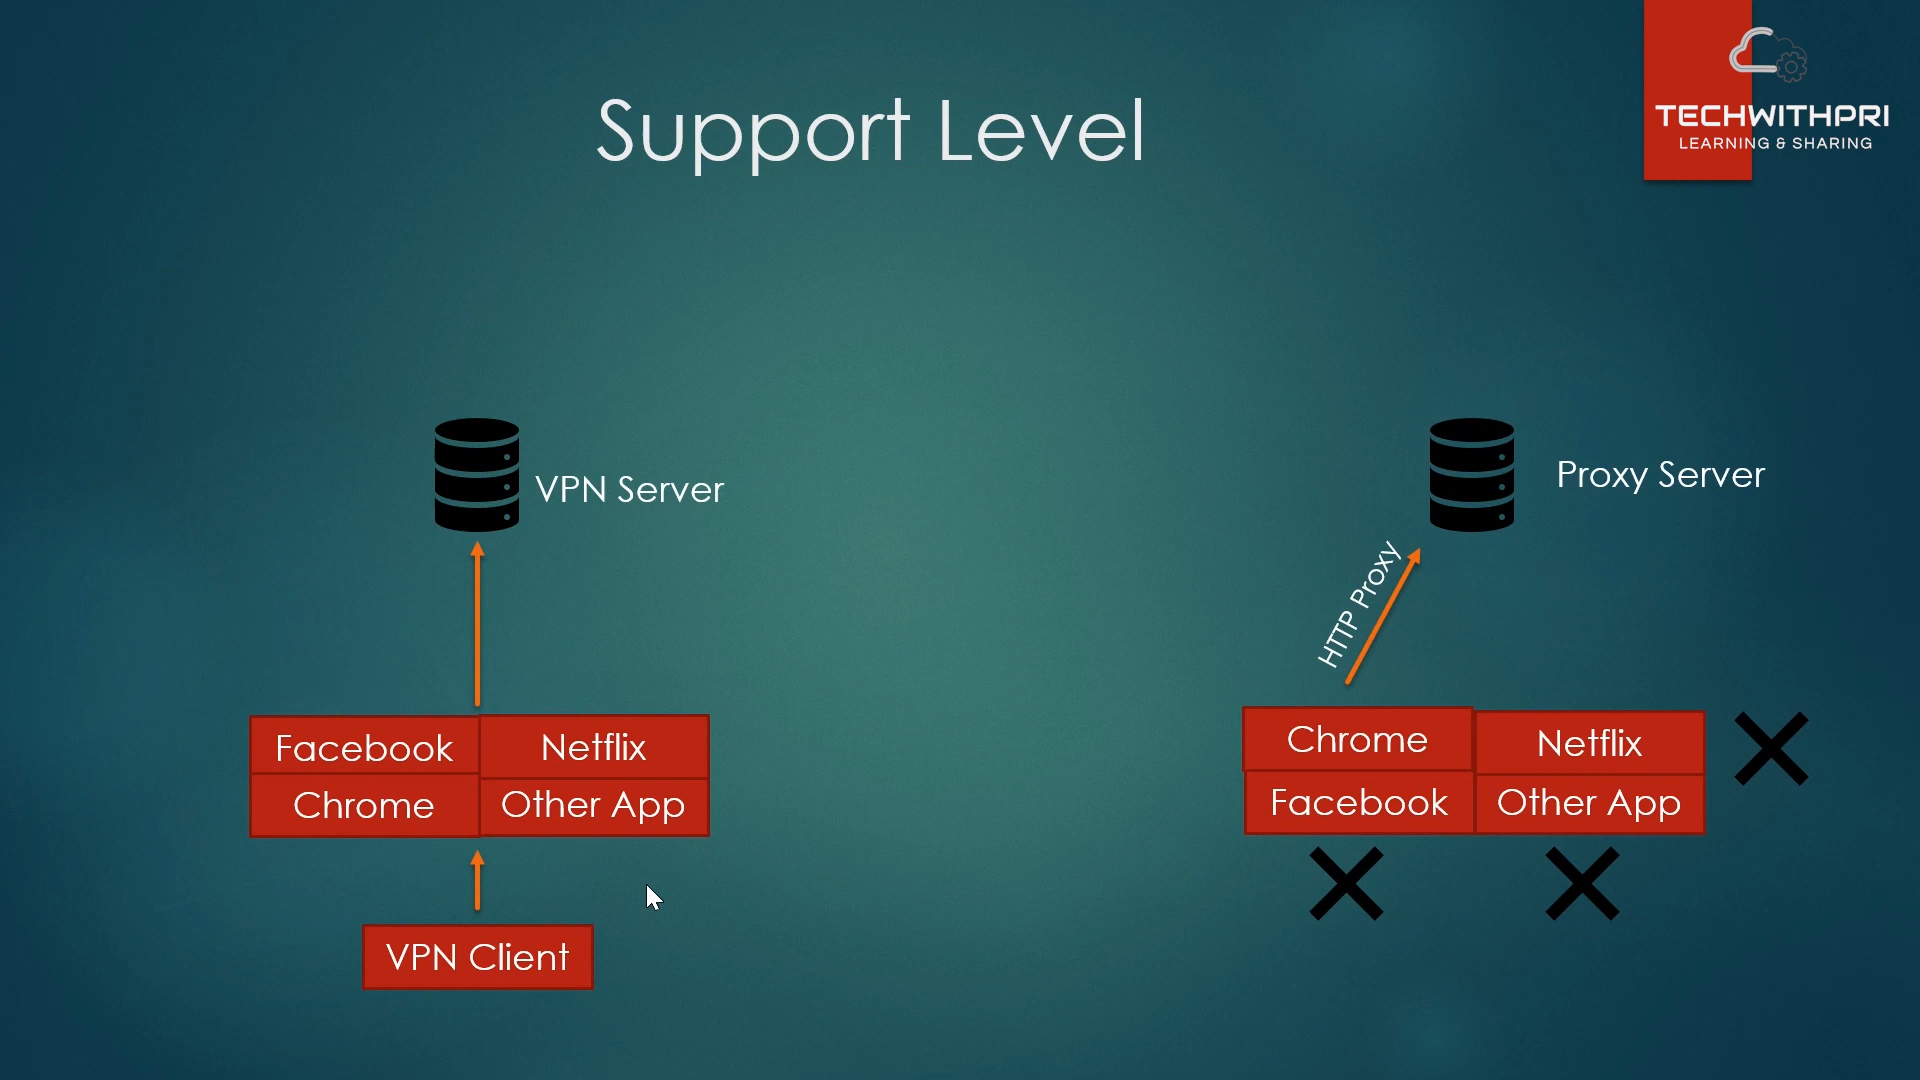 Support Level
TECHWITHPRI
LEARNING & SHARING
VPN Server
Proxy Server
HTTP Proxy
Facebook
Netflix
Chrome
Other App
VPN Client
Chrome
Netflix
Facebook
Other App